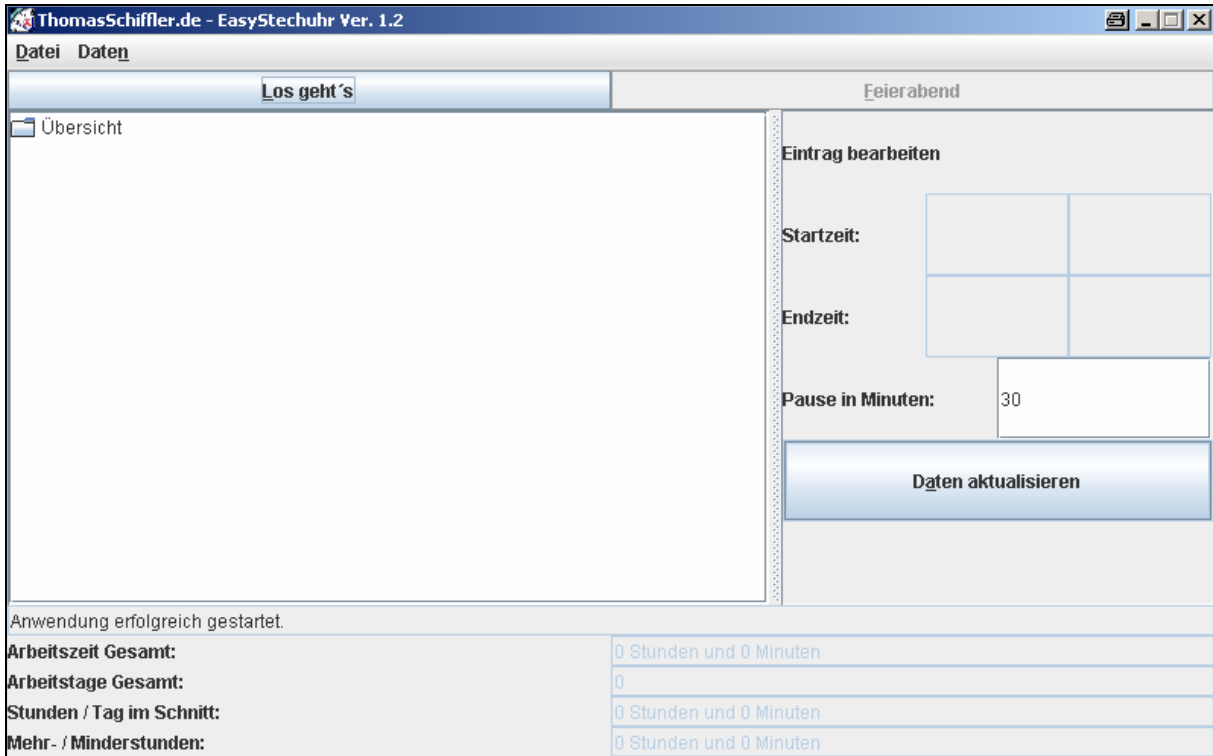 ThomasSchiffler.de - EasyStechuhr Ver. 1.2
Datei Daten
Los geht´s Feierabend
Übersicht
Eintrag bearbeiten
Startzeit:
Endzeit:
Pause in Minuten: 30
Daten aktualisieren
Anwendung erfolgreich gestartet.
Arbeitszeit Gesamt: 0 Stunden und 0 Minuten
Arbeitstage Gesamt: 0
Stunden / Tag im Schnitt: 0 Stunden und 0 Minuten
Mehr- / Minderstunden: 0 Stunden und 0 Minuten